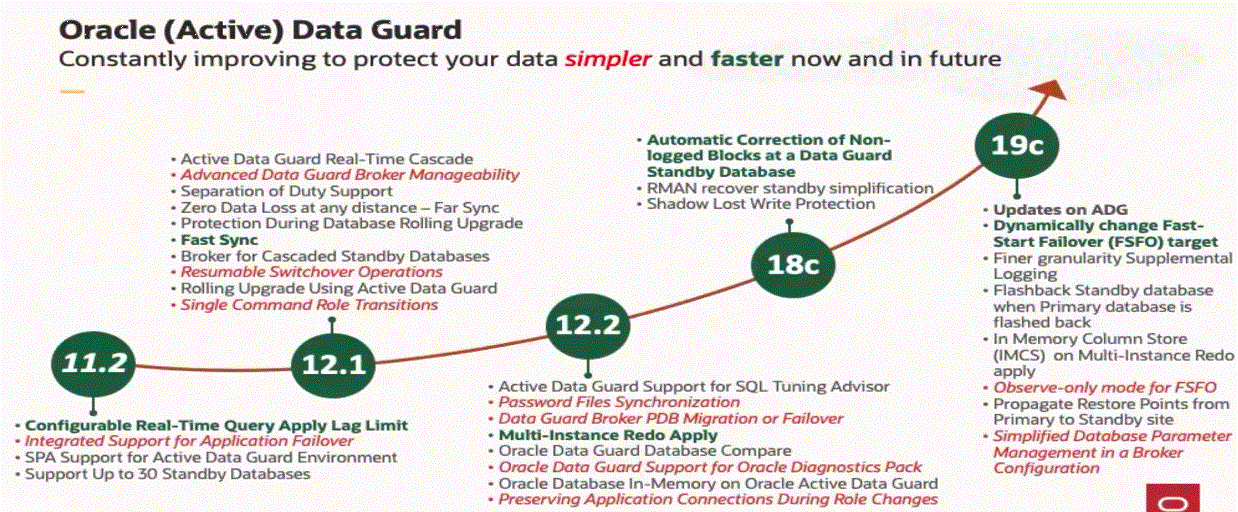 Oracle (Active) Data Guard
Constantly improving to protect your data simpler and faster now and in future
11.2
• Configurable Real-Time Query Apply Lag Limit
• Integrated Support for Application Failover
• SPA Support for Active Data Guard Environment
• Support Up to 30 Standby Databases
• Active Data Guard Real-Time Cascade
• Advanced Data Guard Broker Manageability
• Separation of Duty Support
• Zero Data Loss at any distance – Far Sync
• Protection During Database Rolling Upgrade
• Fast Sync
• Broker for Cascaded Standby Databases
• Resumable Switchover Operations
• Rolling Upgrade Using Active Data Guard
• Single Command Role Transitions
12.1
12.2
• Active Data Guard Support for SQL Tuning Advisor
• Password Files Synchronization
• Data Guard Broker PDB Migration or Failover
• Multi-Instance Redo Apply
• Oracle Data Guard Database Compare
• Oracle Data Guard Support for Oracle Diagnostics Pack
• Oracle Database In-Memory on Oracle Active Data Guard
• Preserving Application Connections During Role Changes
• Automatic Correction of Non-
logged Blocks at a Data Guard
Standby Database
• RMAN recover standby simplification
• Shadow Lost Write Protection
18c
19c
• Updates on ADG
• Dynamically change Fast-
Start Failover (FSFO) target
• Finer granularity Supplemental
Logging
• Flashback Standby database
when Primary database is
flashed back
• In Memory Column Store
(IMCS) on Multi-Instance Redo
apply
• Observe-only mode for FSFO
• Propagate Restore Points from
Primary to Standby site
• Simplified Database Parameter
Management in a Broker
Configuration